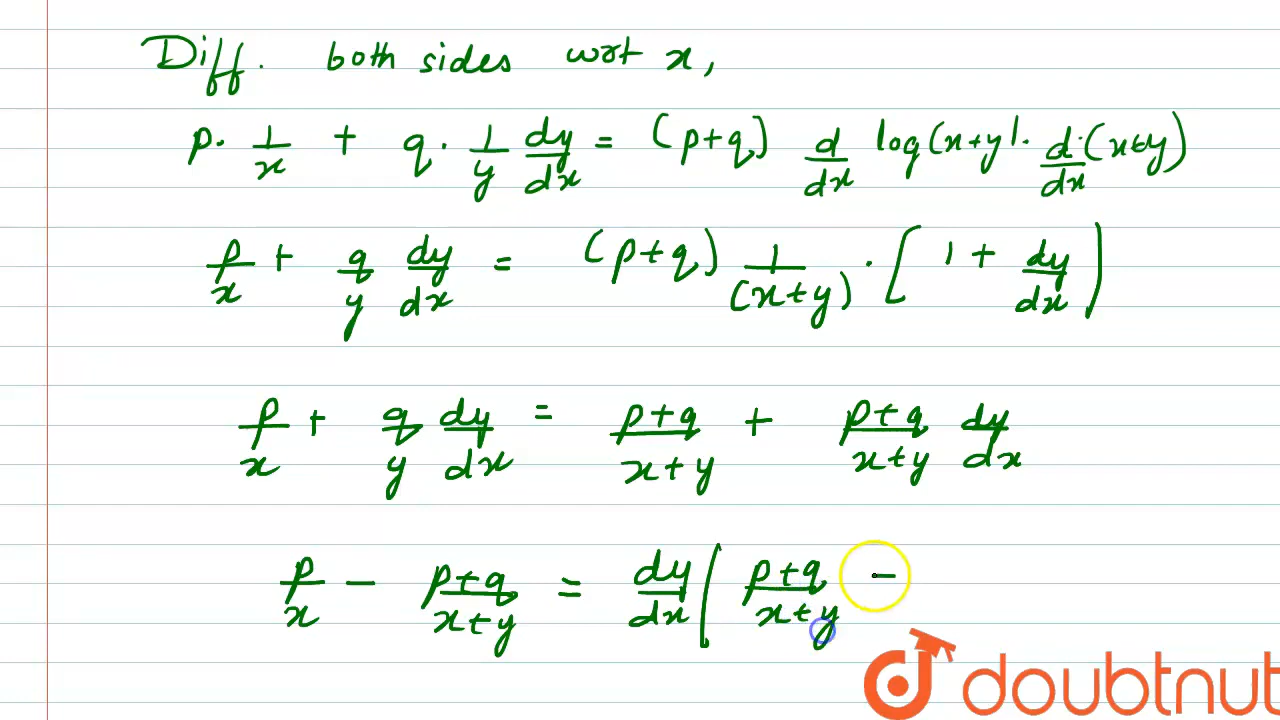 Diff. both sides wrt x,
p. 1/x + q. 1/y dy/dx = (p+q) d/dx log(x+y). d/dx (x+y)
p/x + q/y dy/dx = (p+q) 1/(x+y) . [1 + dy/dx]
p/x + q/y dy/dx = p+q/x+y + p+q/x+y dy/dx
p/x - p+q/x+y = dy/dx [ p+q/x+y -
doubtnut